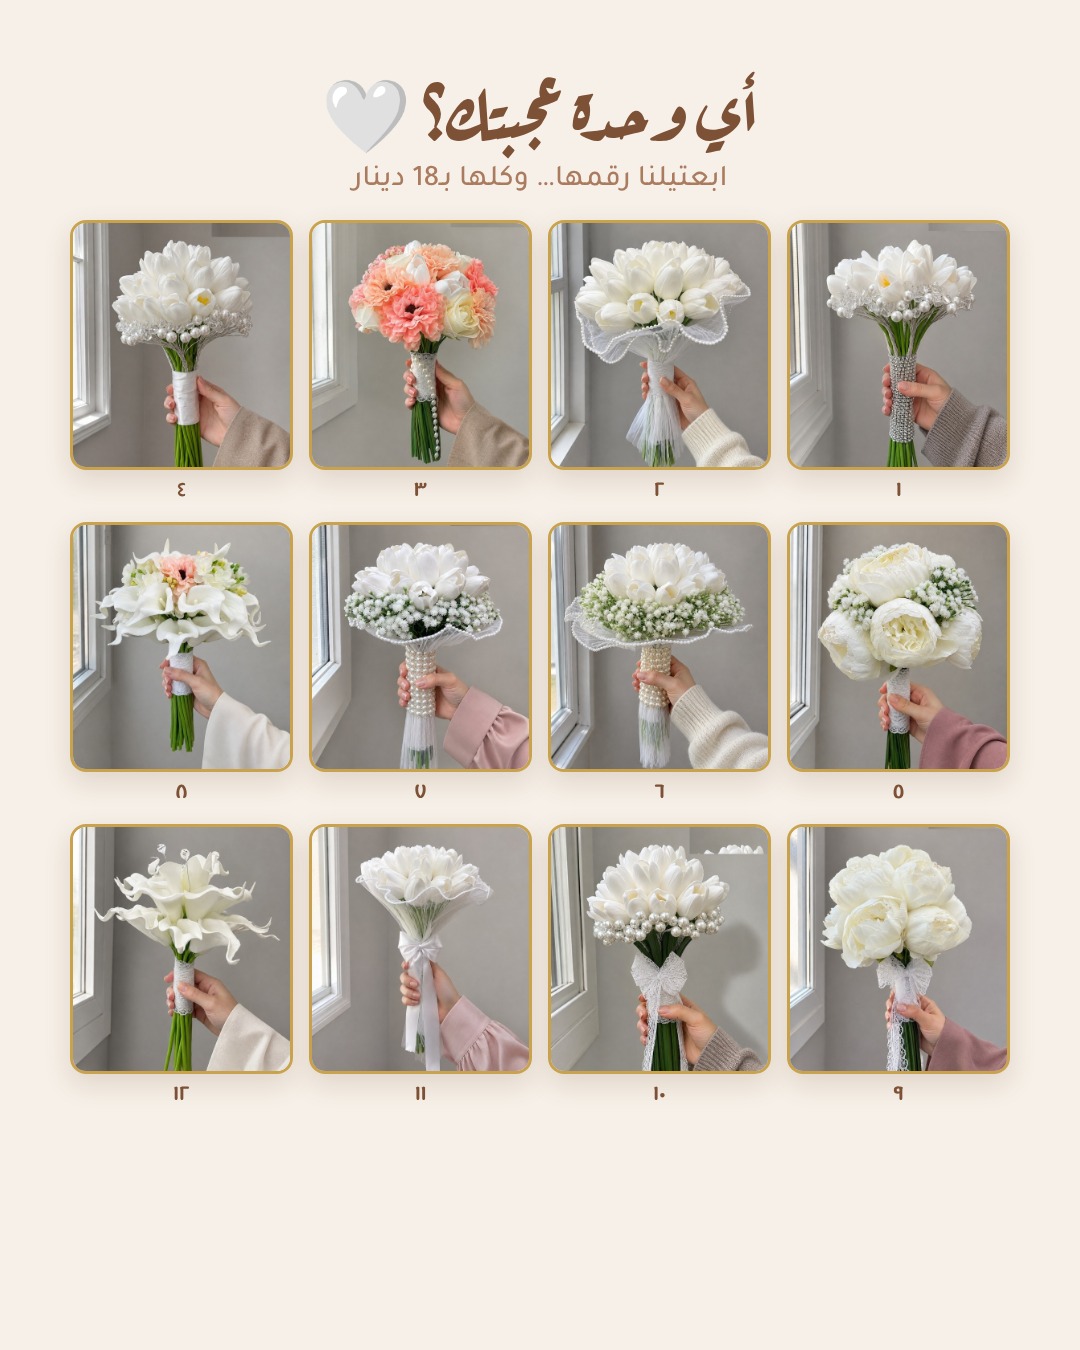 أي وحدة عجبتك؟ 🤍
ابعتيلنا رقمها... وكلها بـ18 دينار
١ ٢ ٣ ٤
٥ ٦ ٧ ٨
٩ ١٠ ١١ ١٢